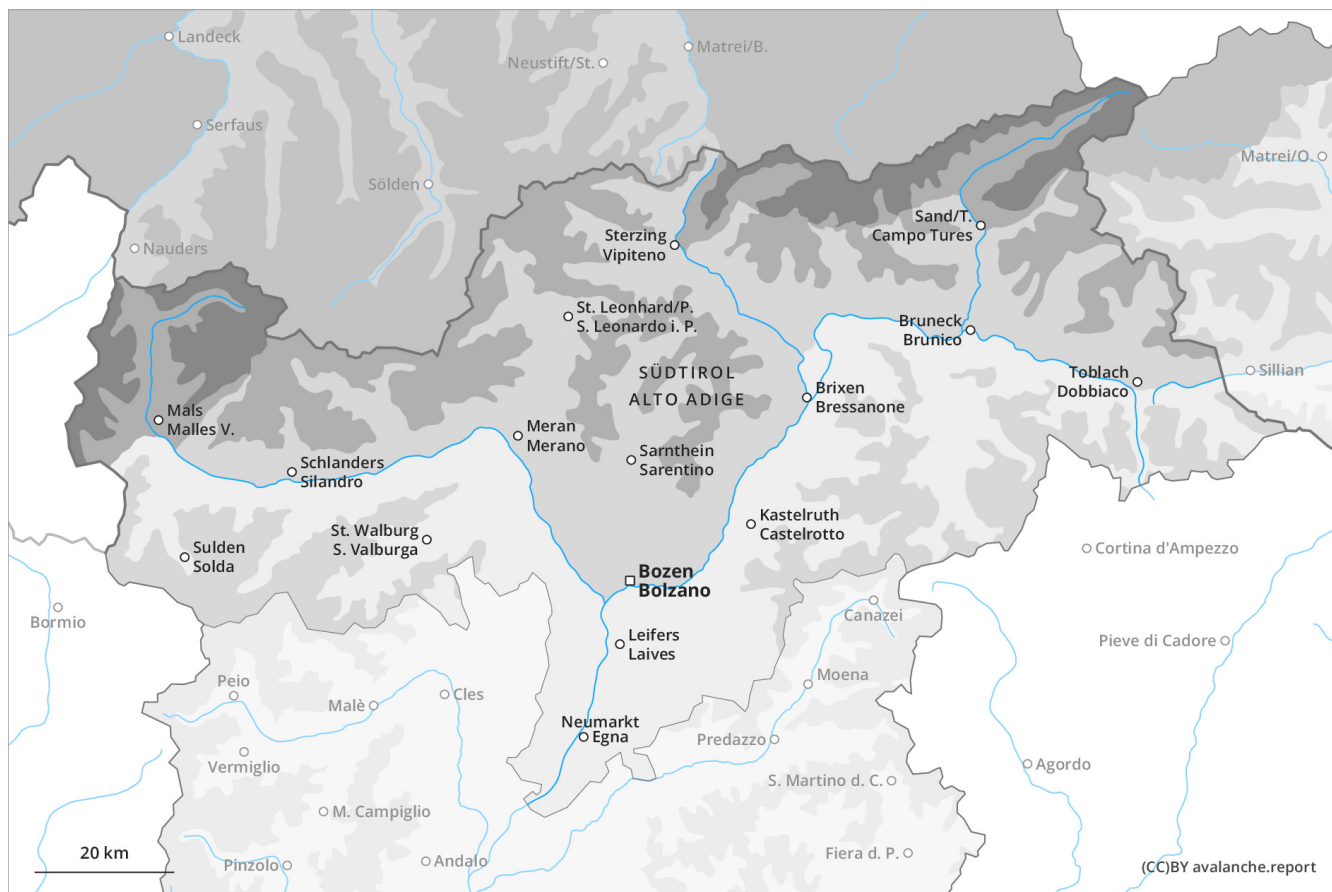 Landeck
Matrei/B.
Neustift/St.
Serfaus
Matrei/O.
Sölden
Sand/T.
Campo Tures
Nauders
Sterzing
Vipiteno
St. Leonhard/P.
S. Leonardo i. P.
Bruneck
Brunico
SÜDTIROL
ALTO ADIGE
Toblach
Dobbiaco
Sillian
Brixen
Bressanone
Mals
Malles V.
Meran
Merano
Schlanders
Silandro
Sarnthein
Sarentino
Kastelruth
Castelrotto
St. Walburg
S. Valburga
Sulden
Solda
Cortina d'Ampezzo
Bozen
Bolzano
Bormio
Canazei
Leifers
Laives
Pieve di Cadore
Peio
Malè
Cles
Moena
Neumarkt
Egna
Predazzo
Vermiglio
Agordo
S. Martino d. C.
M. Campiglio
20 km
Pinzolo
Andalo
Fiera d. P.
(CC)BY avalanche.report